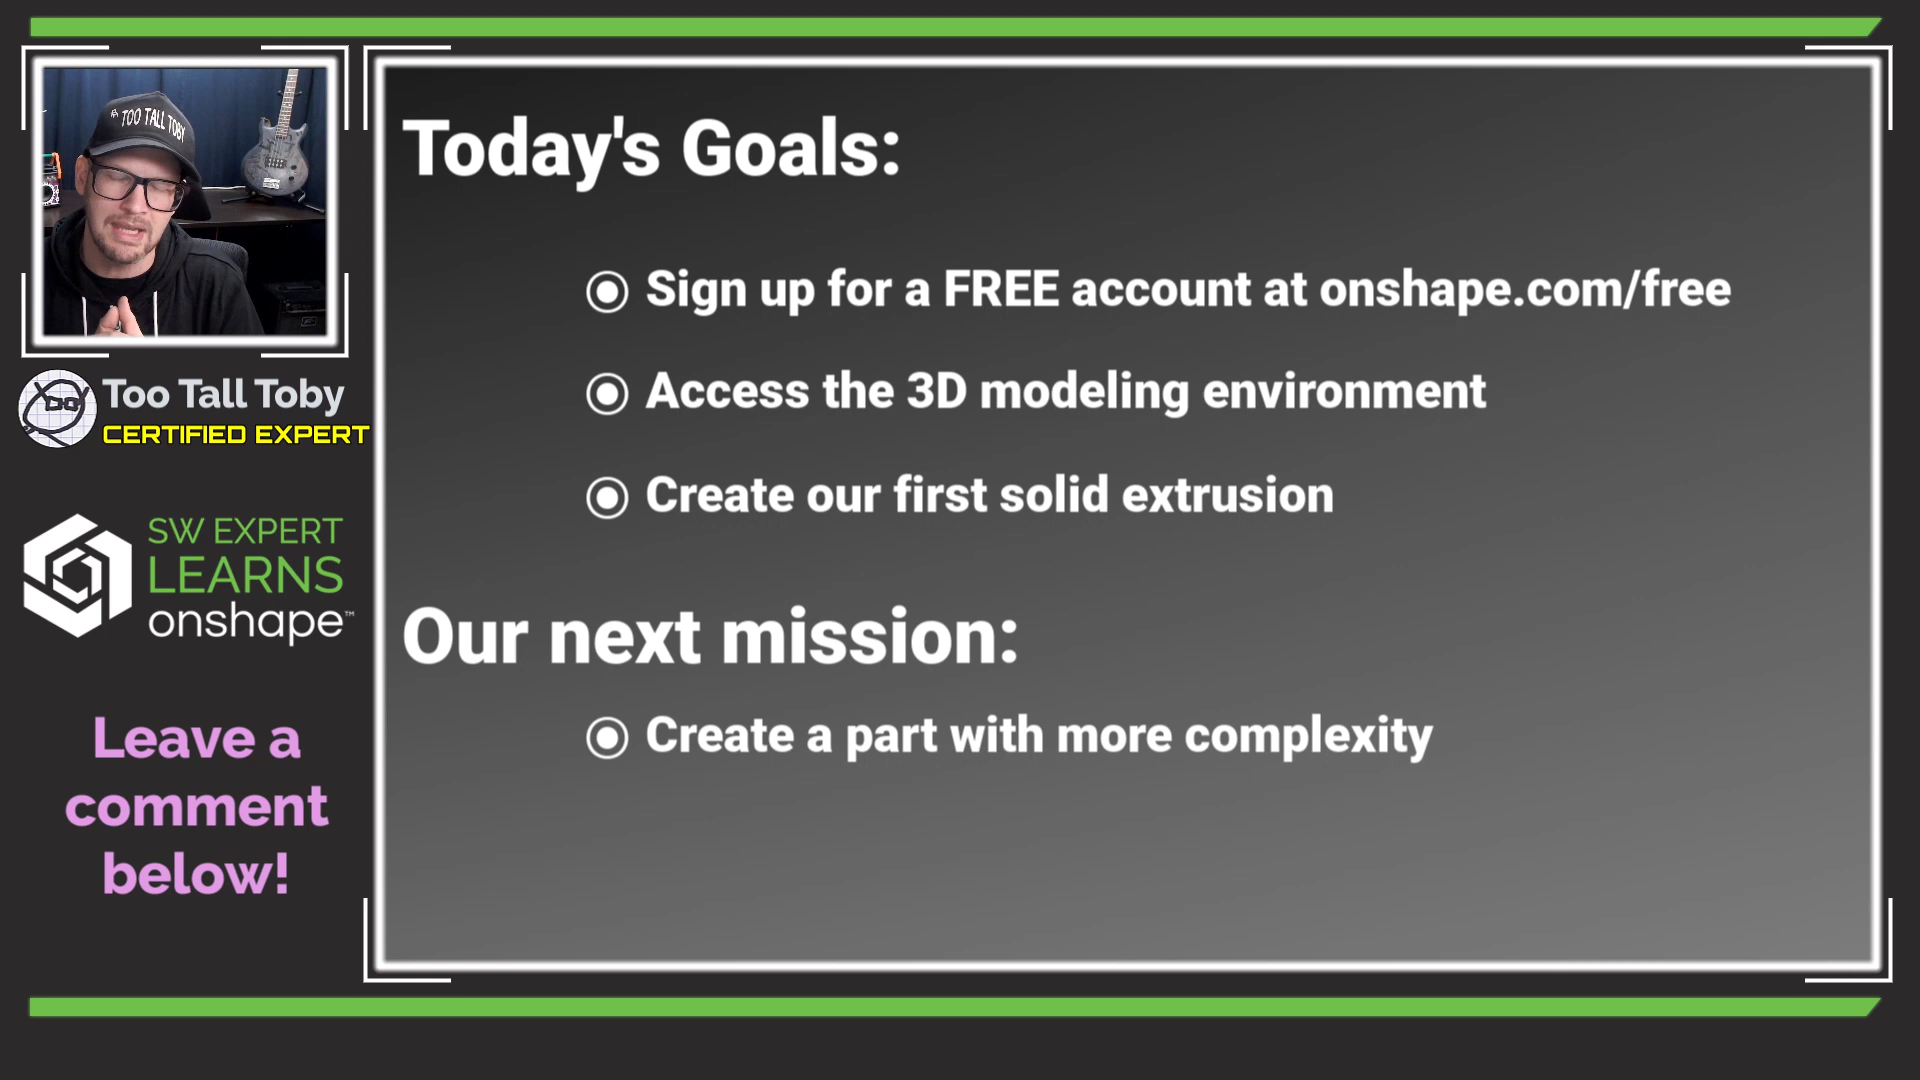 TOO TALL TOBY
Too Tall Toby
CERTIFIED EXPERT
SW EXPERT
LEARNS
onshape™
Leave a
comment
below!
Today's Goals:
Sign up for a FREE account at onshape.com/free
Access the 3D modeling environment
Create our first solid extrusion
Our next mission:
Create a part with more complexity